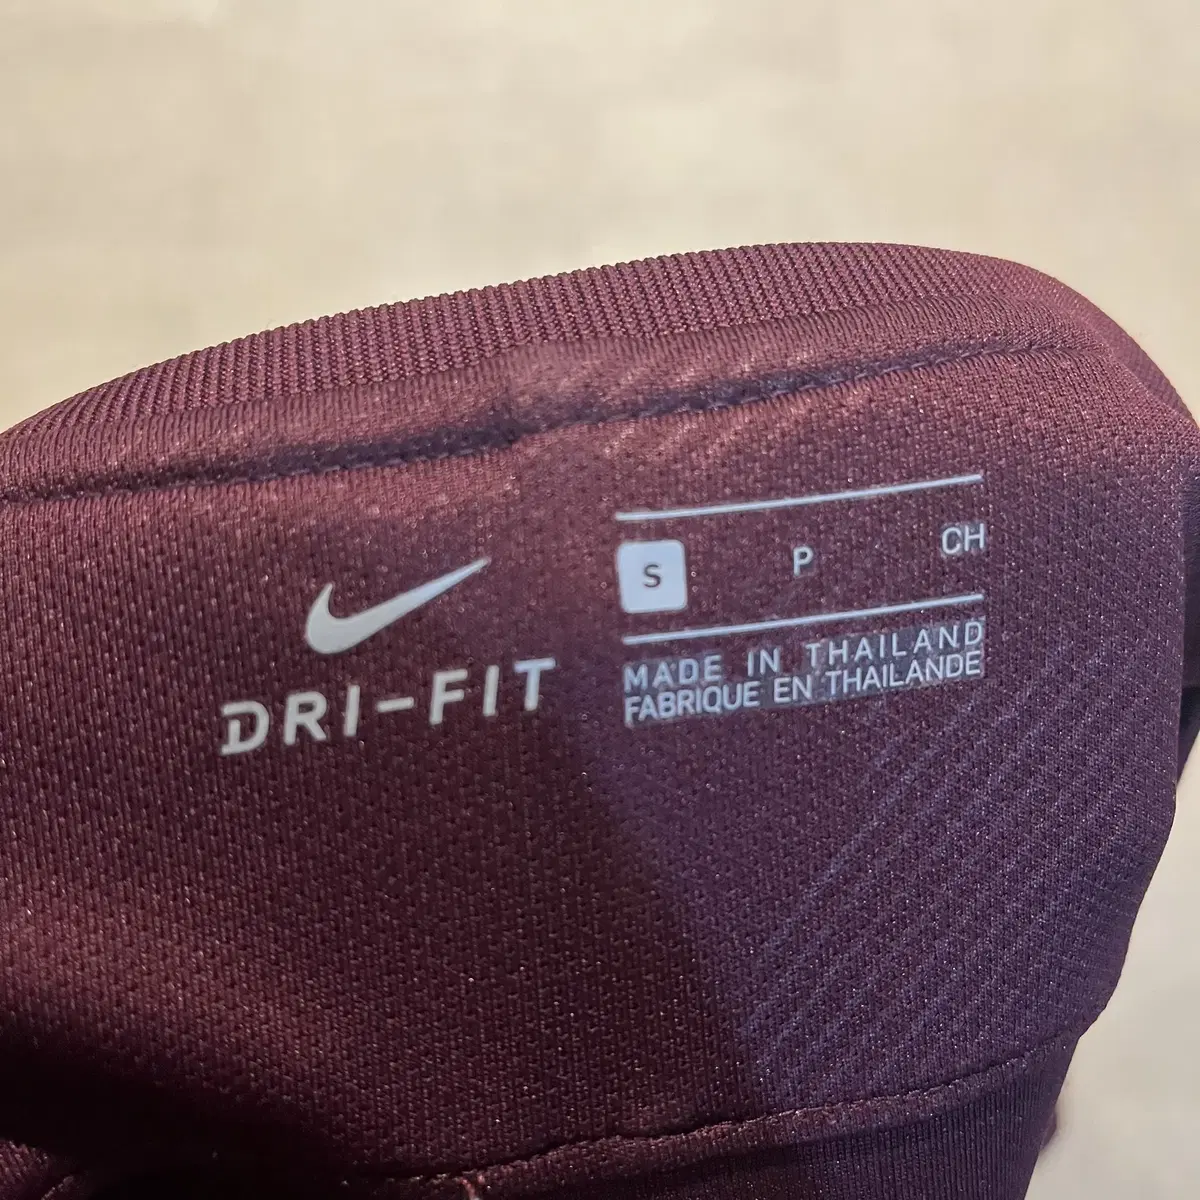 DRI-FIT
S P CH
MADE IN THAILAND
FABRIQUE EN THAILANDE